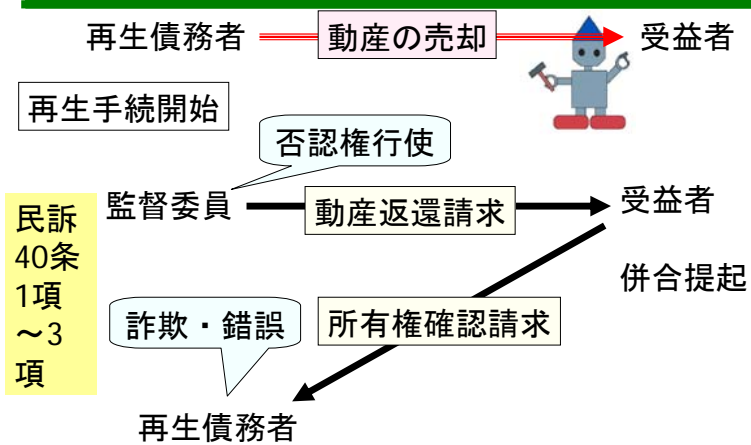 再生債務者
動産の売却
受益者
再生手続開始
否認権行使
監督委員
動産返還請求
受益者
民訴
40条
1項
～3
項
併合提起
詐欺・錯誤
所有権確認請求
再生債務者